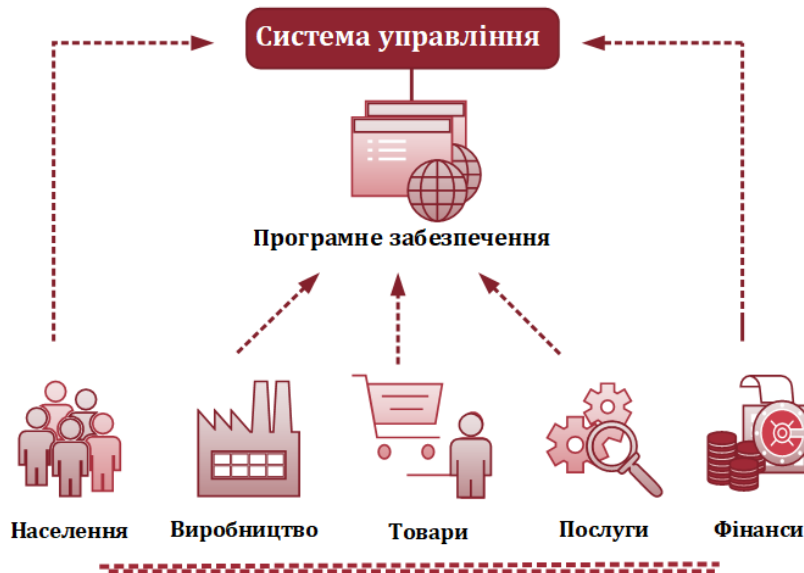 Система управління
Програмне забезпечення
Населення
Виробництво
Товари
Послуги
Фінанси